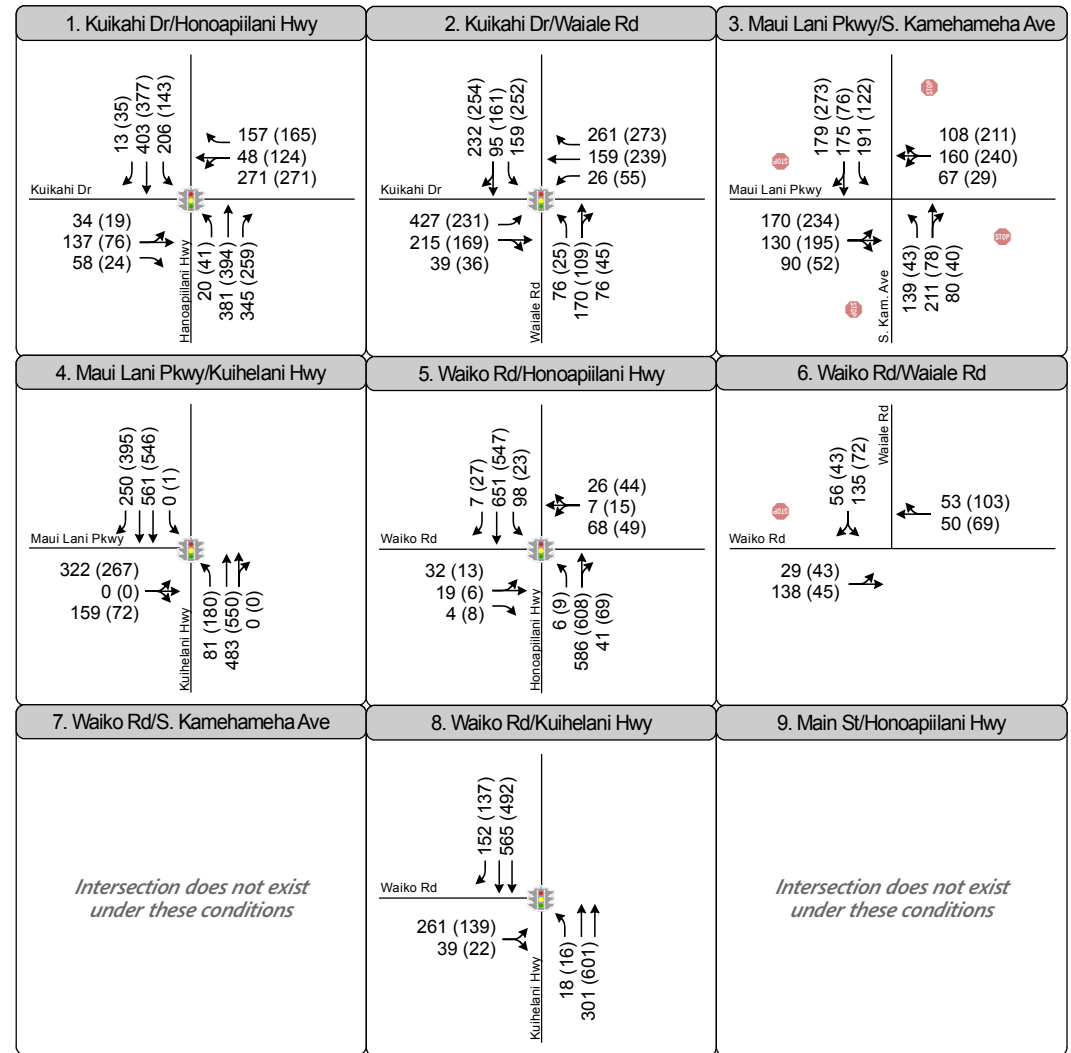 1. Kuikahi Dr/Honoapiilani Hwy
13 (35)
403 (377)
206 (143)
157 (165)
48 (124)
271 (271)
Kuikahi Dr
34 (19)
137 (76)
58 (24)
Hanoapiilani Hwy
20 (41)
381 (394)
345 (259)
2. Kuikahi Dr/Waiale Rd
232 (254)
95 (161)
159 (252)
261 (273)
159 (239)
26 (55)
Kuikahi Dr
427 (231)
215 (169)
39 (36)
Waiale Rd
76 (25)
170 (109)
76 (45)
3. Maui Lani Pkwy/S. Kamehameha Ave
179 (273)
175 (76)
191 (122)
STOP
108 (211)
160 (240)
67 (29)
STOP
Maui Lani Pkwy
170 (234)
130 (195)
90 (52)
STOP
S. Kam. Ave
139 (43)
211 (78)
80 (40)
STOP
4. Maui Lani Pkwy/Kuihelani Hwy
250 (395)
561 (546)
0 (1)
Maui Lani Pkwy
322 (267)
0 (0)
159 (72)
Kuihelani Hwy
81 (180)
483 (550)
0 (0)
5. Waiko Rd/Honoapiilani Hwy
7 (27)
651 (547)
98 (23)
26 (44)
7 (15)
68 (49)
Waiko Rd
32 (13)
19 (6)
4 (8)
Honoapiilani Hwy
6 (9)
586 (608)
41 (69)
6. Waiko Rd/Waiale Rd
Waiale Rd
56 (43)
135 (72)
STOP
53 (103)
50 (69)
Waiko Rd
29 (43)
138 (45)
7. Waiko Rd/S. Kamehameha Ave
Intersection does not exist
under these conditions
8. Waiko Rd/Kuihelani Hwy
152 (137)
565 (492)
Waiko Rd
261 (139)
39 (22)
Kuihelani Hwy
18 (16)
301 (601)
9. Main St/Honoapiilani Hwy
Intersection does not exist
under these conditions